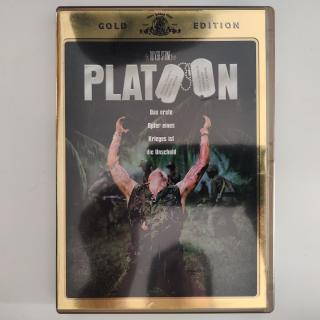 GOLD EDITION
PLATOON
Das erste
Opfer eines
Krieges ist
die Unschuld